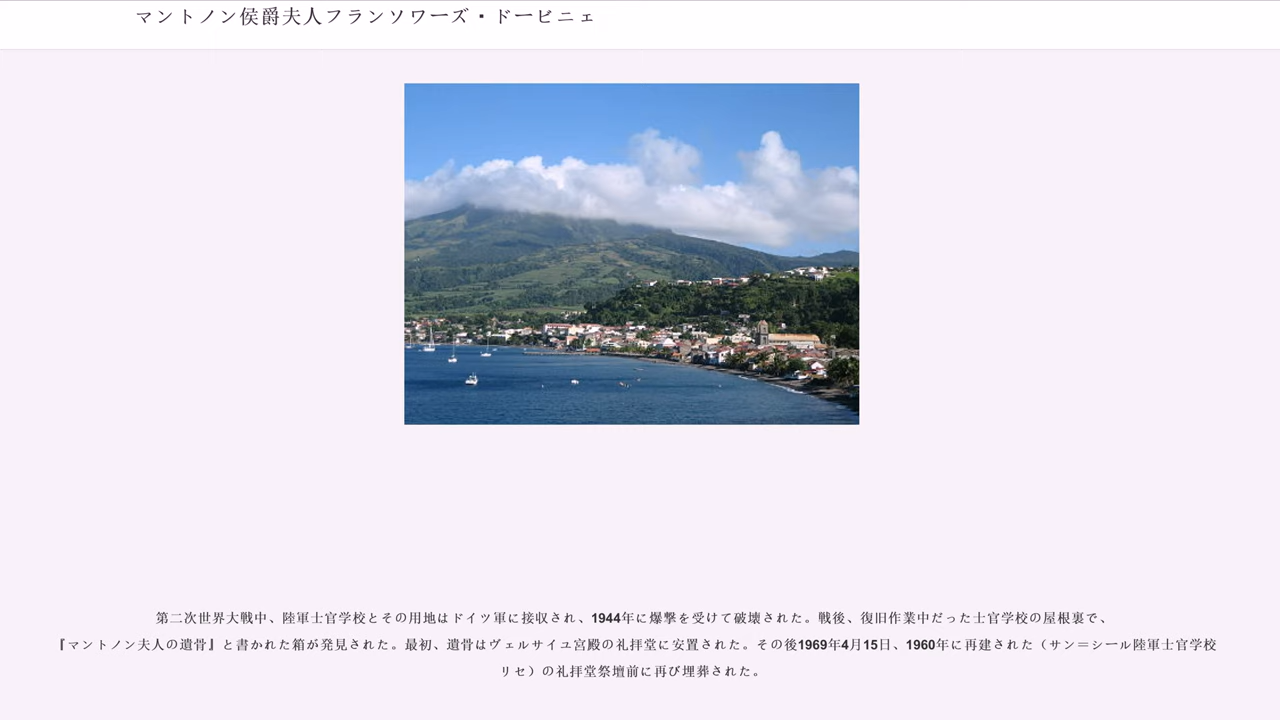 マントノン侯爵夫人フランソワーズ・ドービニェ
第二次世界大戦中、陸軍士官学校とその用地はドイツ軍に接収され、1944年に爆撃を受けて破壊された。戦後、復旧作業中だった士官学校の屋根裏で、
『マントノン夫人の遺骨』と書かれた箱が発見された。最初、遺骨はヴェルサイユ宮殿の礼拝堂に安置された。その後1969年4月15日、1960年に再建された（サン＝シール陸軍士官学校
リセ）の礼拝堂祭壇前に再び埋葬された。